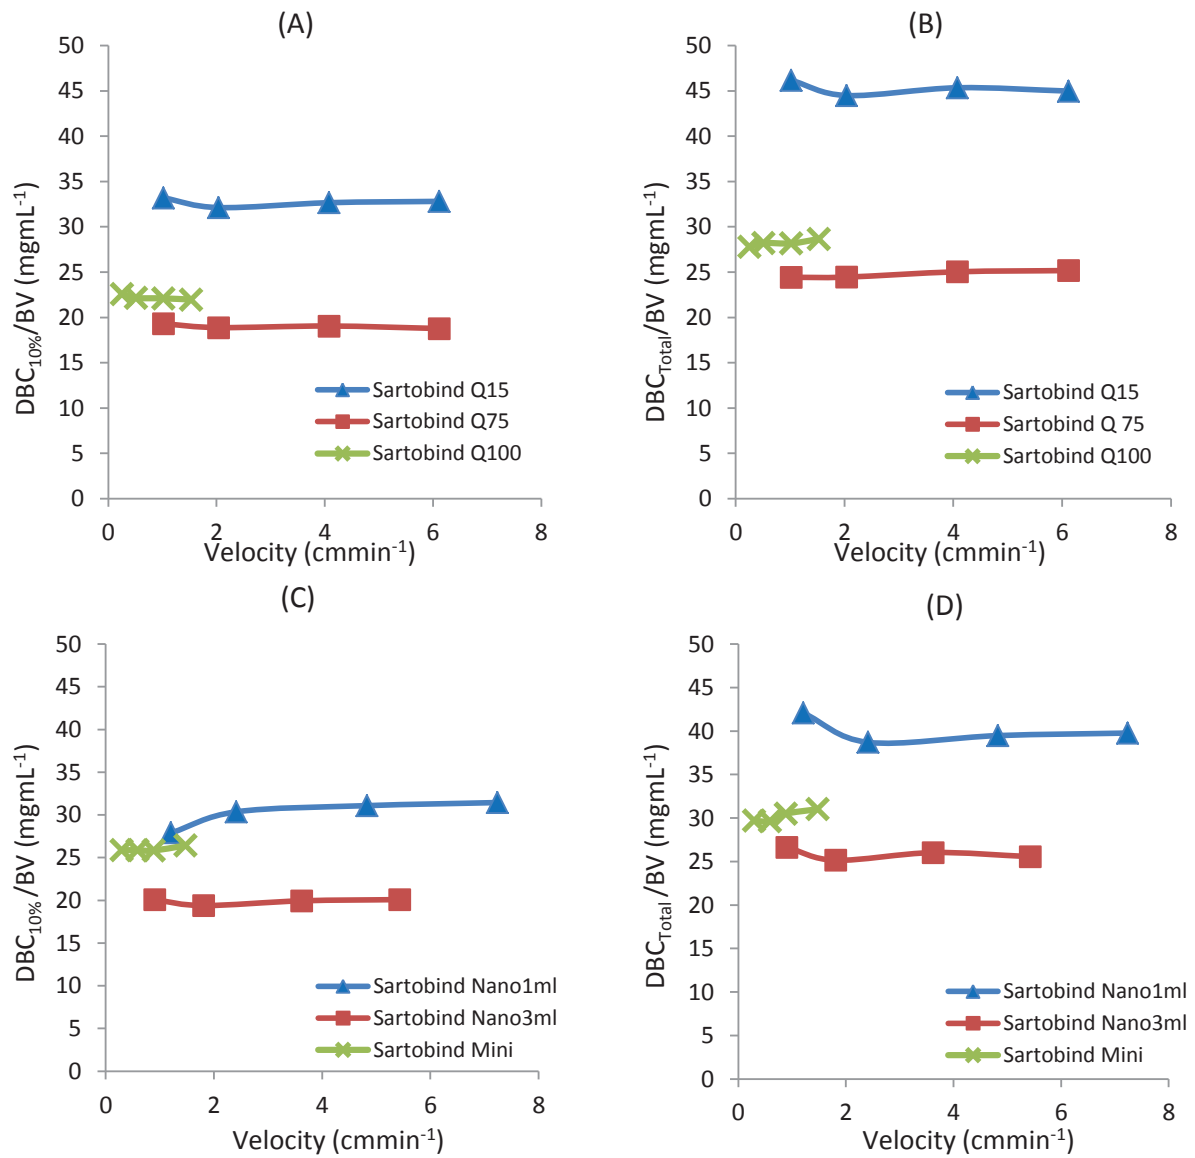 (A)
50
45
40
35
30
25
20
15
10
5
0
DBC10%/BV (mgmL-1)
Sartobind Q15
Sartobind Q75
Sartobind Q100
0 2 4 6 8
Velocity (cmmin-1)
(B)
50
45
40
35
30
25
20
15
10
5
0
DBCTotal/BV (mgmL-1)
Sartobind Q15
Sartobind Q 75
Sartobind Q100
0 2 4 6 8
Velocity (cmmin-1)
(C)
50
45
40
35
30
25
20
15
10
5
0
DBC10% /BV (mgmL-1)
Sartobind Nano1ml
Sartobind Nano3ml
Sartobind Mini
0 2 4 6 8
Velocity (cmmin-1)
(D)
50
45
40
35
30
25
20
15
10
5
0
DBCTotal /BV (mgmL-1)
Sartobind Nano1ml
Sartobind Nano3ml
Sartobind Mini
0 2 4 6 8
Velocity (cmmin-1)